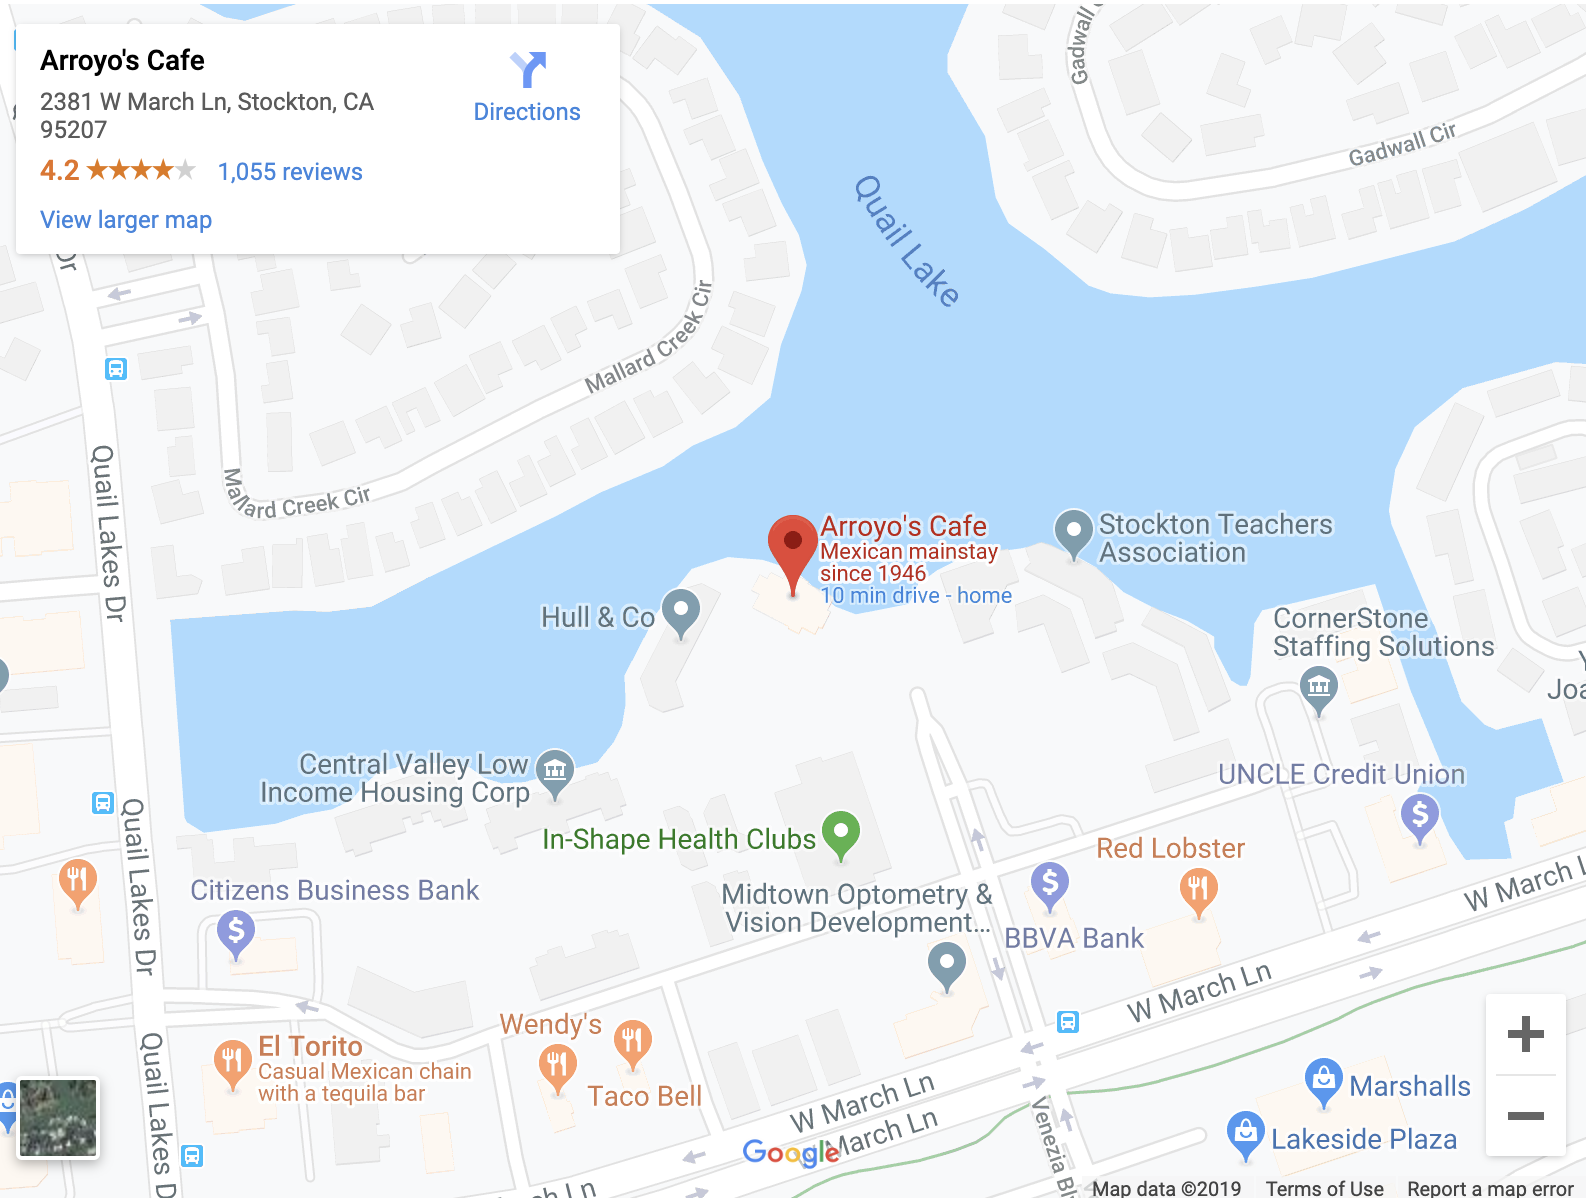 Arroyo's Cafe
2381 W March Ln, Stockton, CA
95207
4.2
1,055 reviews
View larger map
Directions
Gadwall
Gadwall Cir
Quail Lake
Dr
Mallard Creek Cir
Mallard Creek Cir
Quail Lakes Dr
Arroyo's Cafe
Mexican mainstay
since 1946
10 min drive - home
Stockton Teachers
Association
Hull & Co
CornerStone
Staffing Solutions
Joa
Central Valley Low
Income Housing Corp
UNCLE Credit Union
In-Shape Health Clubs
Red Lobster
Quail Lakes Dr
Citizens Business Bank
Midtown Optometry &
Vision Development...
BBVA Bank
W March L
W March Ln
Wendy's
El Torito
Casual Mexican chain
with a tequila bar
Taco Bell
Quail Lakes D
W March Ln
March Ln
Venezia Bl
Marshalls
Lakeside Plaza
Google
ch Ln
Map data ©2019
Terms of Use
Report a map error